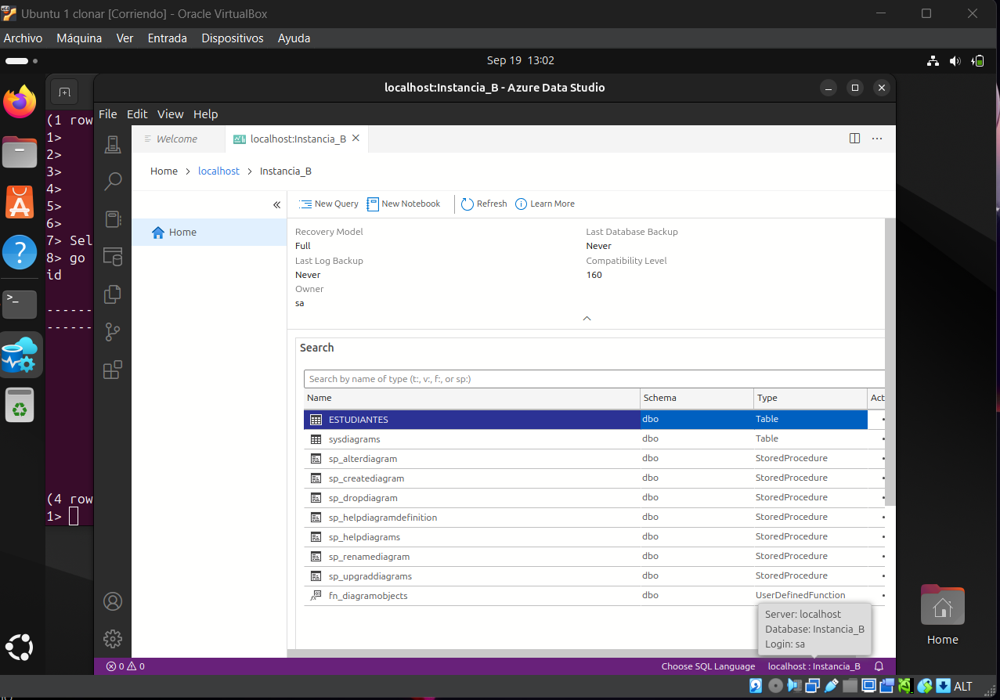 Ubuntu 1 clonar [Corriendo] - Oracle VirtualBox
Archivo Máquina Ver Entrada Dispositivos Ayuda
Sep 19 13:02
localhost:Instancia_B - Azure Data Studio
File Edit View Help
Welcome localhost:Instancia_B
Home > localhost > Instancia_B
New Query New Notebook Refresh Learn More
Home
Recovery Model Last Database Backup
Full Never
Last Log Backup Compatibility Level
Never 160
Owner
sa
Search
Search by name of type (t:, v:, f:, or sp:)
Name Schema Type Act
ESTUDIANTES dbo Table
sysdiagrams dbo Table
sp_alterdiagram dbo StoredProcedure
sp_creatediagram dbo StoredProcedure
sp_dropdiagram dbo StoredProcedure
sp_helpdiagramdefinition dbo StoredProcedure
sp_helpdiagrams dbo StoredProcedure
sp_renamediagram dbo StoredProcedure
sp_upgraddiagrams dbo StoredProcedure
fn_diagramobjects dbo UserDefinedFunction
Server: localhost
Database: Instancia_B
Login: sa
0 0 Choose SQL Language localhost : Instancia_B
(1 row
1>
2>
3>
4>
5>
6>
7> Sel
8> go
id
------
------
(4 row
1>
Home
ALT